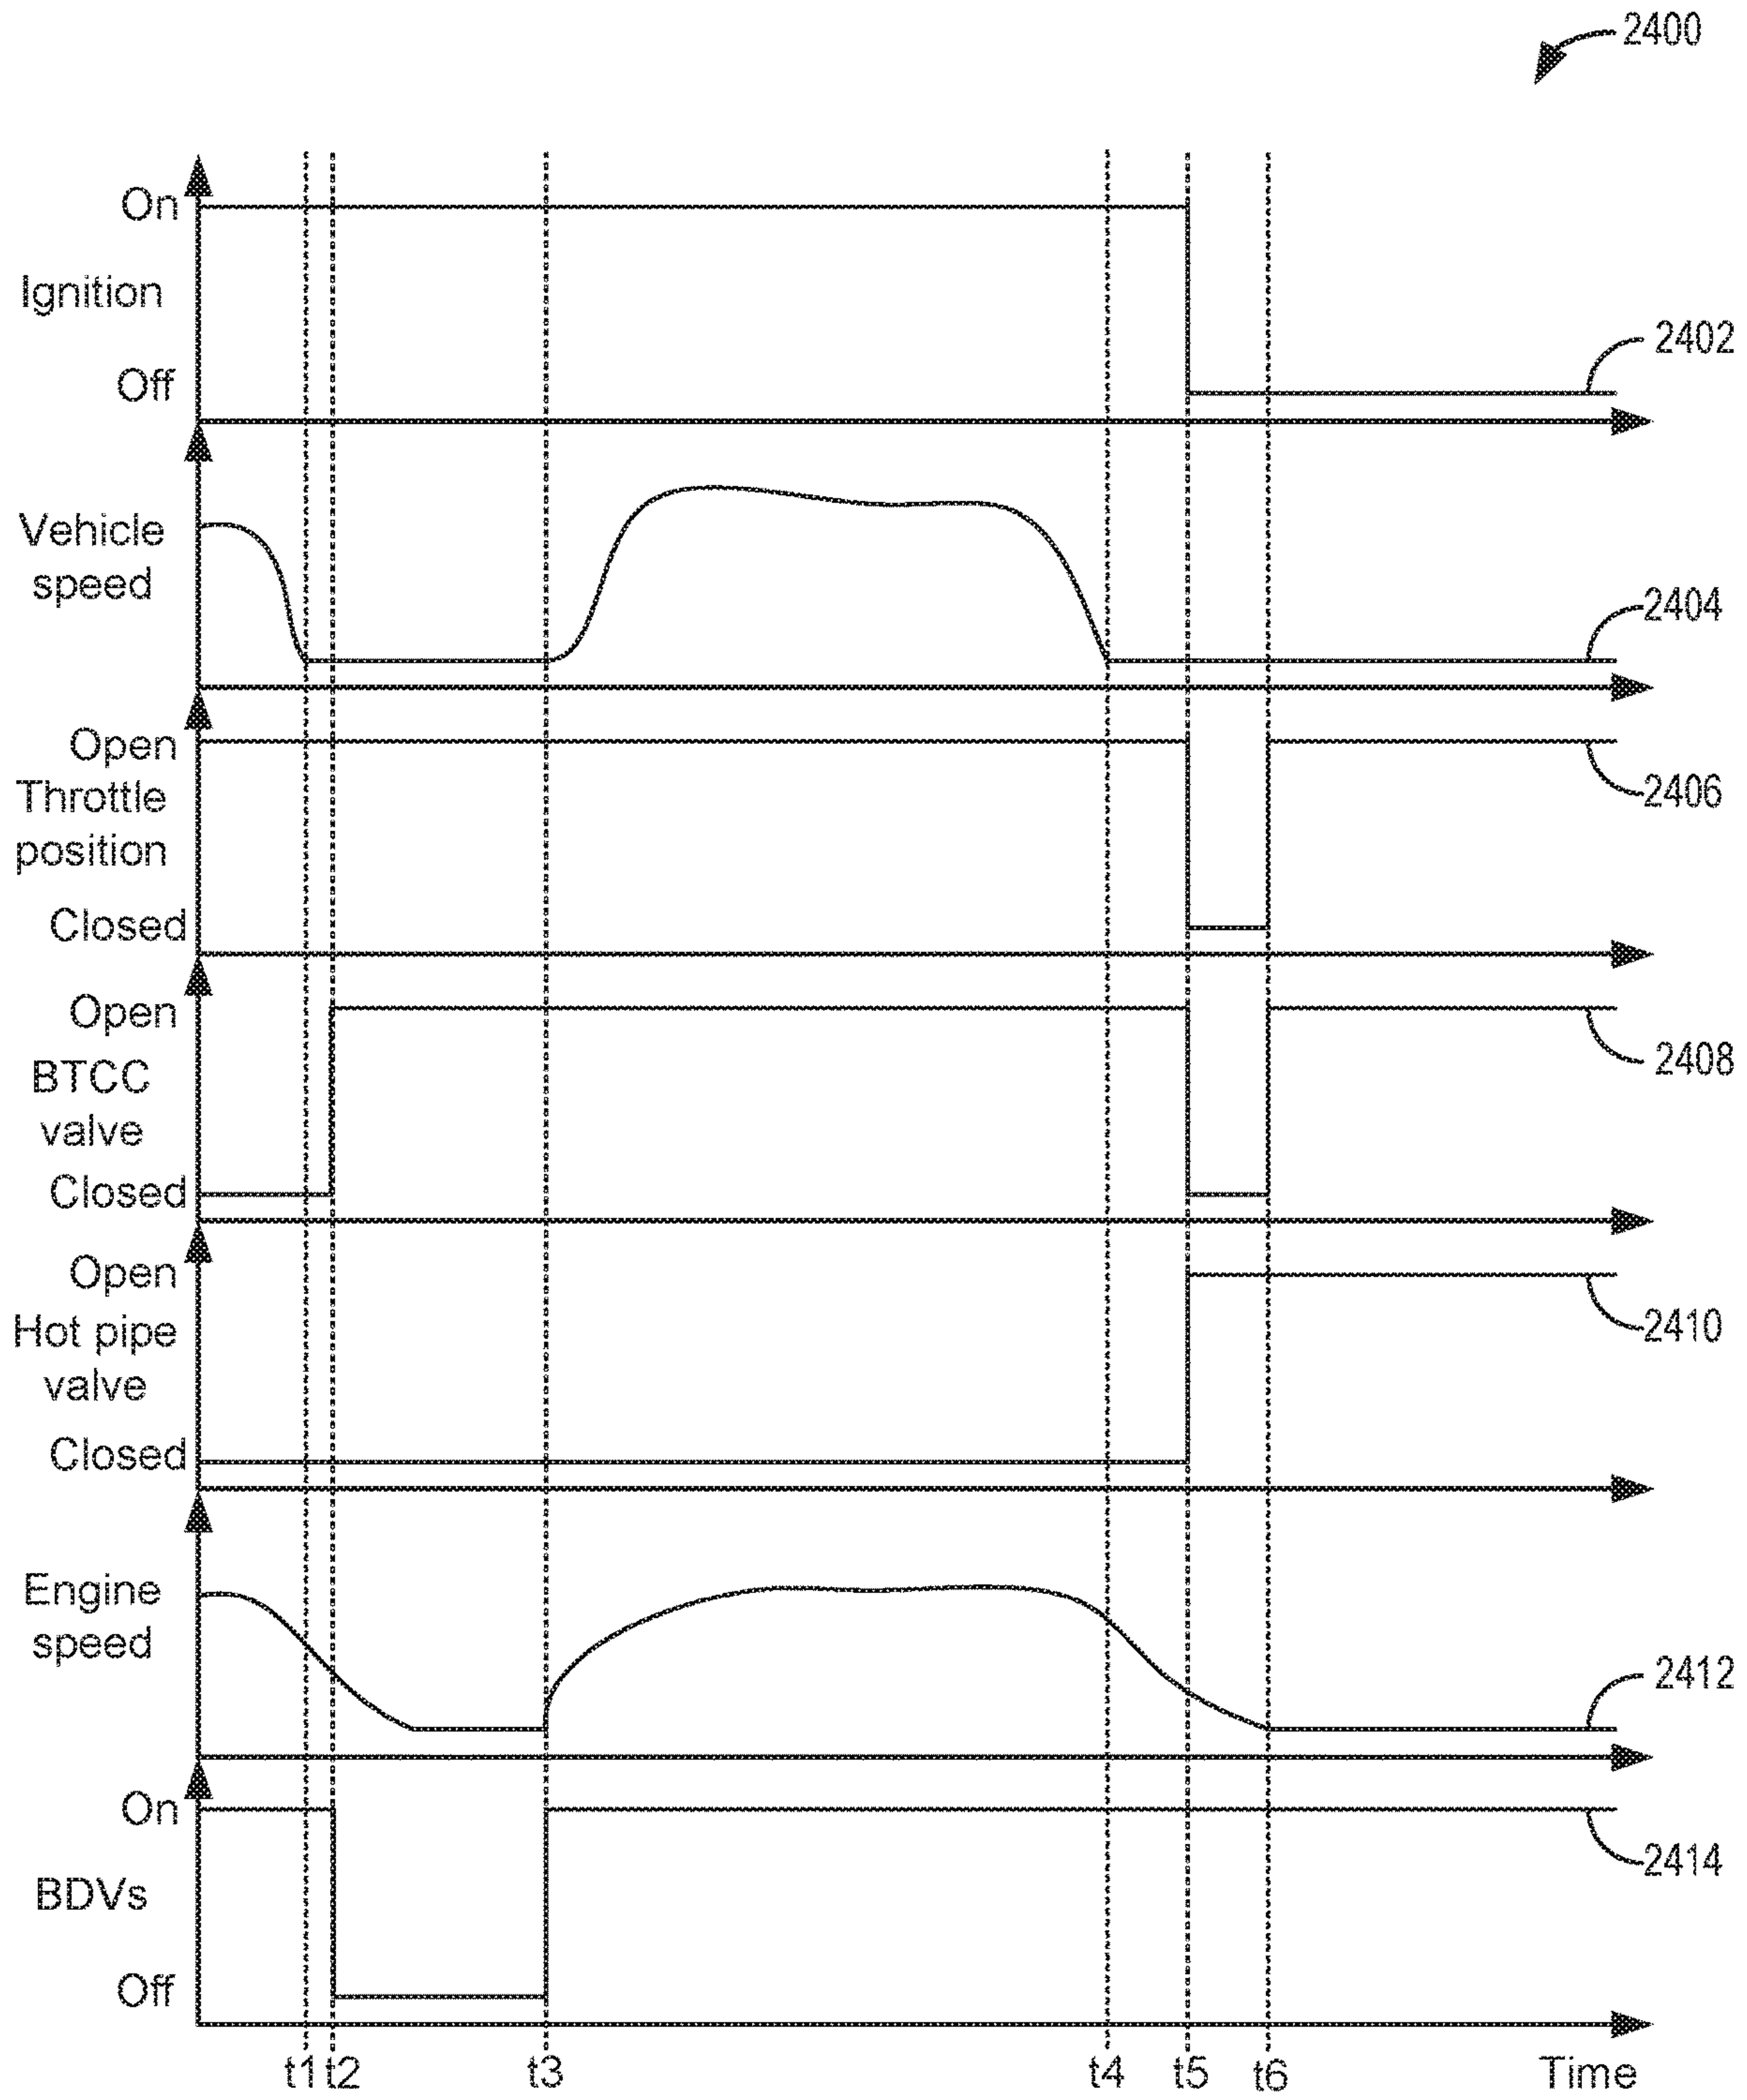 2400
On
Ignition
Off
2402
Vehicle
speed
2404
Open
Throttle
position
Closed
2406
Open
BTCC
valve
Closed
2408
Open
Hot pipe
valve
Closed
2410
Engine
speed
2412
On
BDVs
Off
2414
t1 t2 t3 t4 t5 t6 Time